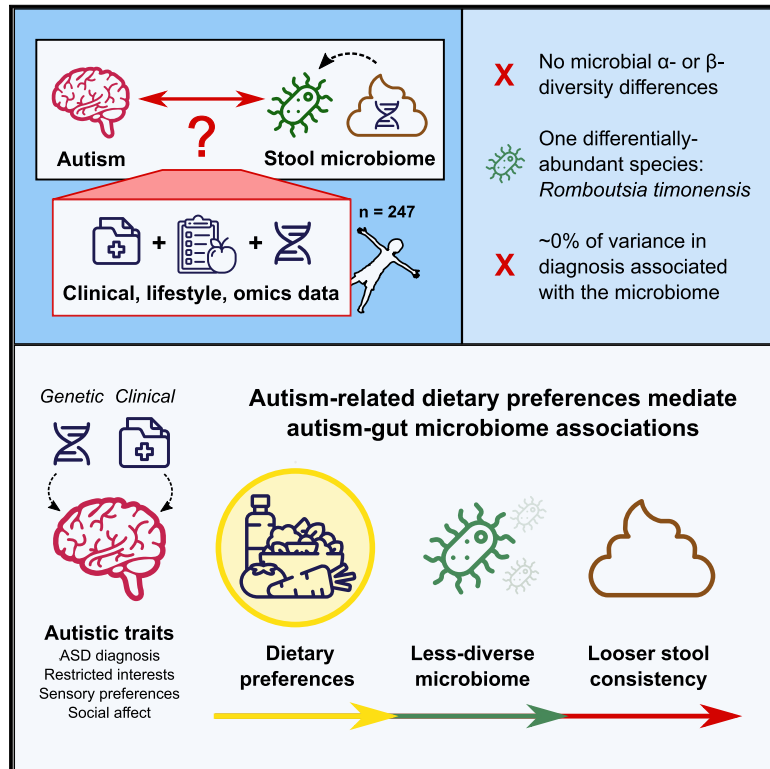 Autism
?
Stool microbiome
n = 247
+
+
Clinical, lifestyle, omics data
X
No microbial α- or β-
diversity differences
One differentially-
abundant species:
Romboutsia timonensis
X
~0% of variance in
diagnosis associated
with the microbiome
Genetic Clinical
Autistic traits
ASD diagnosis
Restricted interests
Sensory preferences
Social affect
Autism-related dietary preferences mediate
autism-gut microbiome associations
Dietary
preferences
Less-diverse
microbiome
Looser stool
consistency